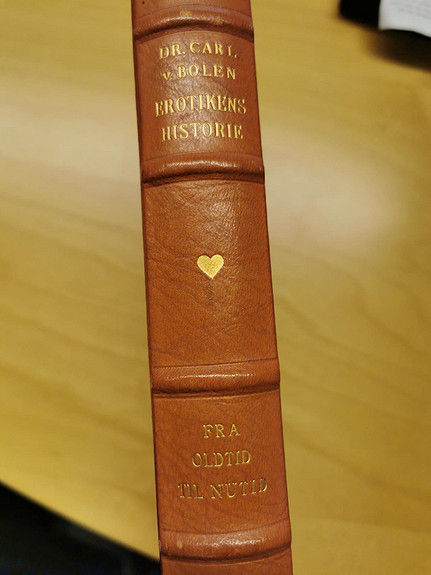 DR. CARL
v. BOLEN
EROTIKENS
HISTORIE
FRA
OLDTID
TIL NUTID